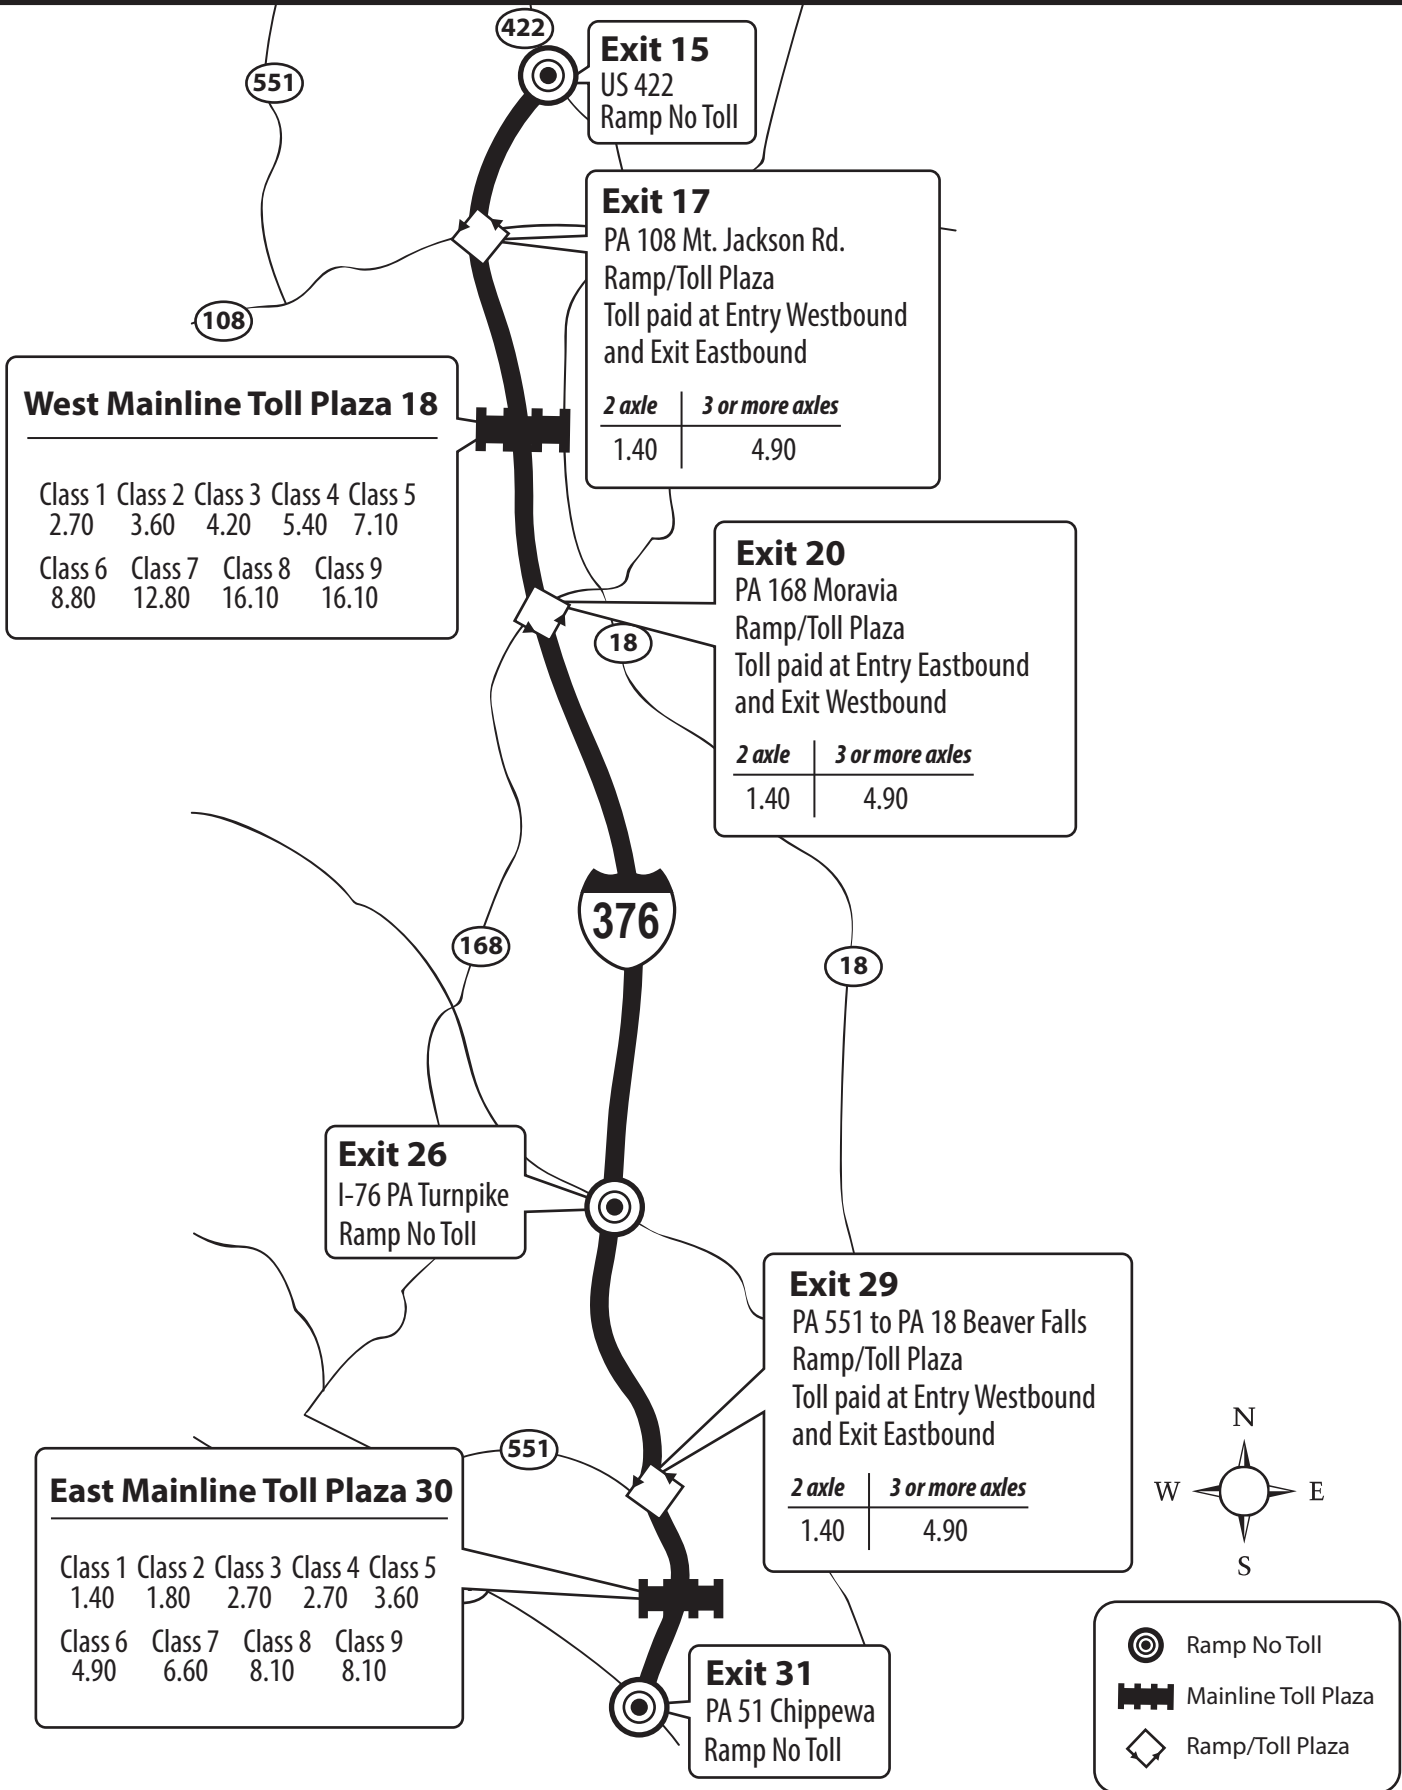 422
Exit 15
US 422
Ramp No Toll
551
Exit 17
PA 108 Mt. Jackson Rd.
Ramp/Toll Plaza
Toll paid at Entry Westbound
and Exit Eastbound
2 axle 3 or more axles
1.40 4.90
108
West Mainline Toll Plaza 18
Class 1 Class 2 Class 3 Class 4 Class 5
2.70 3.60 4.20 5.40 7.10
Class 6 Class 7 Class 8 Class 9
8.80 12.80 16.10 16.10
Exit 20
PA 168 Moravia
Ramp/Toll Plaza
Toll paid at Entry Eastbound
and Exit Westbound
2 axle 3 or more axles
1.40 4.90
18
376
168
18
Exit 26
I-76 PA Turnpike
Ramp No Toll
Exit 29
PA 551 to PA 18 Beaver Falls
Ramp/Toll Plaza
Toll paid at Entry Westbound
and Exit Eastbound
2 axle 3 or more axles
1.40 4.90
551
East Mainline Toll Plaza 30
Class 1 Class 2 Class 3 Class 4 Class 5
1.40 1.80 2.70 2.70 3.60
Class 6 Class 7 Class 8 Class 9
4.90 6.60 8.10 8.10
Exit 31
PA 51 Chippewa
Ramp No Toll
N
W E
S
Ramp No Toll
Mainline Toll Plaza
Ramp/Toll Plaza